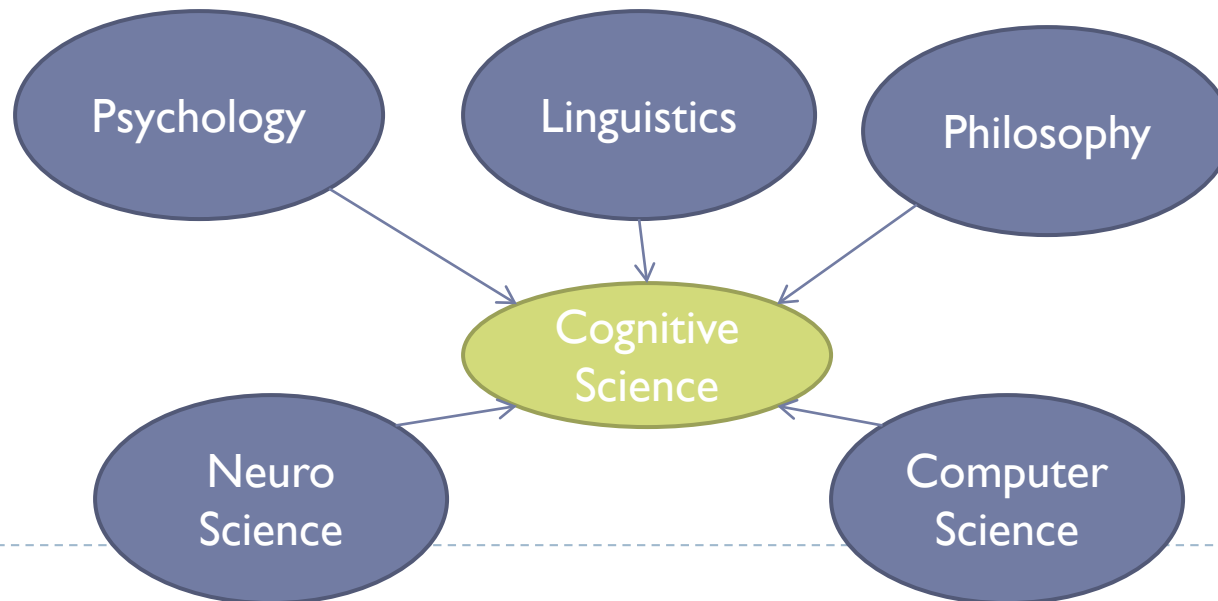 Psychology
Linguistics
Philosophy
Cognitive
Science
Neuro
Science
Computer
Science